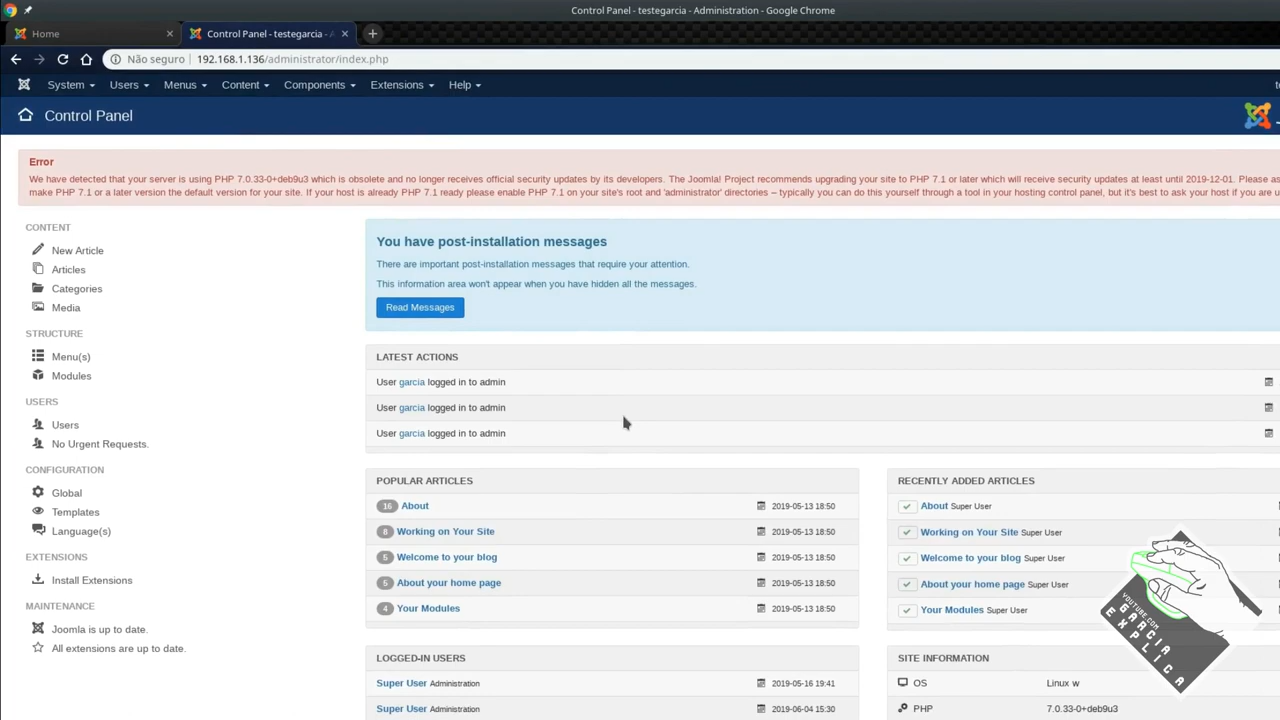 Control Panel - testegarcia - Administration - Google Chrome
Home
Control Panel - testegarcia - A
Não seguro
192.168.1.136/administrator/index.php
System Users Menus Content Components Extensions Help
Control Panel
Error
We have detected that your server is using PHP 7.0.33-0+deb9u3 which is obsolete and no longer receives official security updates by its developers. The Joomla! Project recommends upgrading your site to PHP 7.1 or later which will receive security updates at least until 2019-12-01. Please as
make PHP 7.1 or a later version the default version for your site. If your host is already PHP 7.1 ready please enable PHP 7.1 on your site's root and 'administrator' directories – typically you can do this yourself through a tool in your hosting control panel, but it's best to ask your host if you are u
CONTENT
New Article
Articles
Categories
Media
STRUCTURE
Menu(s)
Modules
USERS
Users
No Urgent Requests.
CONFIGURATION
Global
Templates
Language(s)
EXTENSIONS
Install Extensions
MAINTENANCE
Joomla is up to date.
All extensions are up to date.
You have post-installation messages
There are important post-installation messages that require your attention.
This information area won't appear when you have hidden all the messages.
Read Messages
LATEST ACTIONS
User garcia logged in to admin
User garcia logged in to admin
User garcia logged in to admin
POPULAR ARTICLES
16 About 2019-05-13 18:50
8 Working on Your Site 2019-05-13 18:50
5 Welcome to your blog 2019-05-13 18:50
5 About your home page 2019-05-13 18:50
4 Your Modules 2019-05-13 18:50
RECENTLY ADDED ARTICLES
About Super User
Working on Your Site Super User
Welcome to your blog Super User
About your home page Super User
Your Modules Super User
LOGGED-IN USERS
Super User Administration 2019-05-16 19:41
Super User Administration 2019-06-04 15:30
SITE INFORMATION
OS Linux w
PHP 7.0.33-0+deb9u3
YOUTUBE.COM
GARCIA
EXPLICA